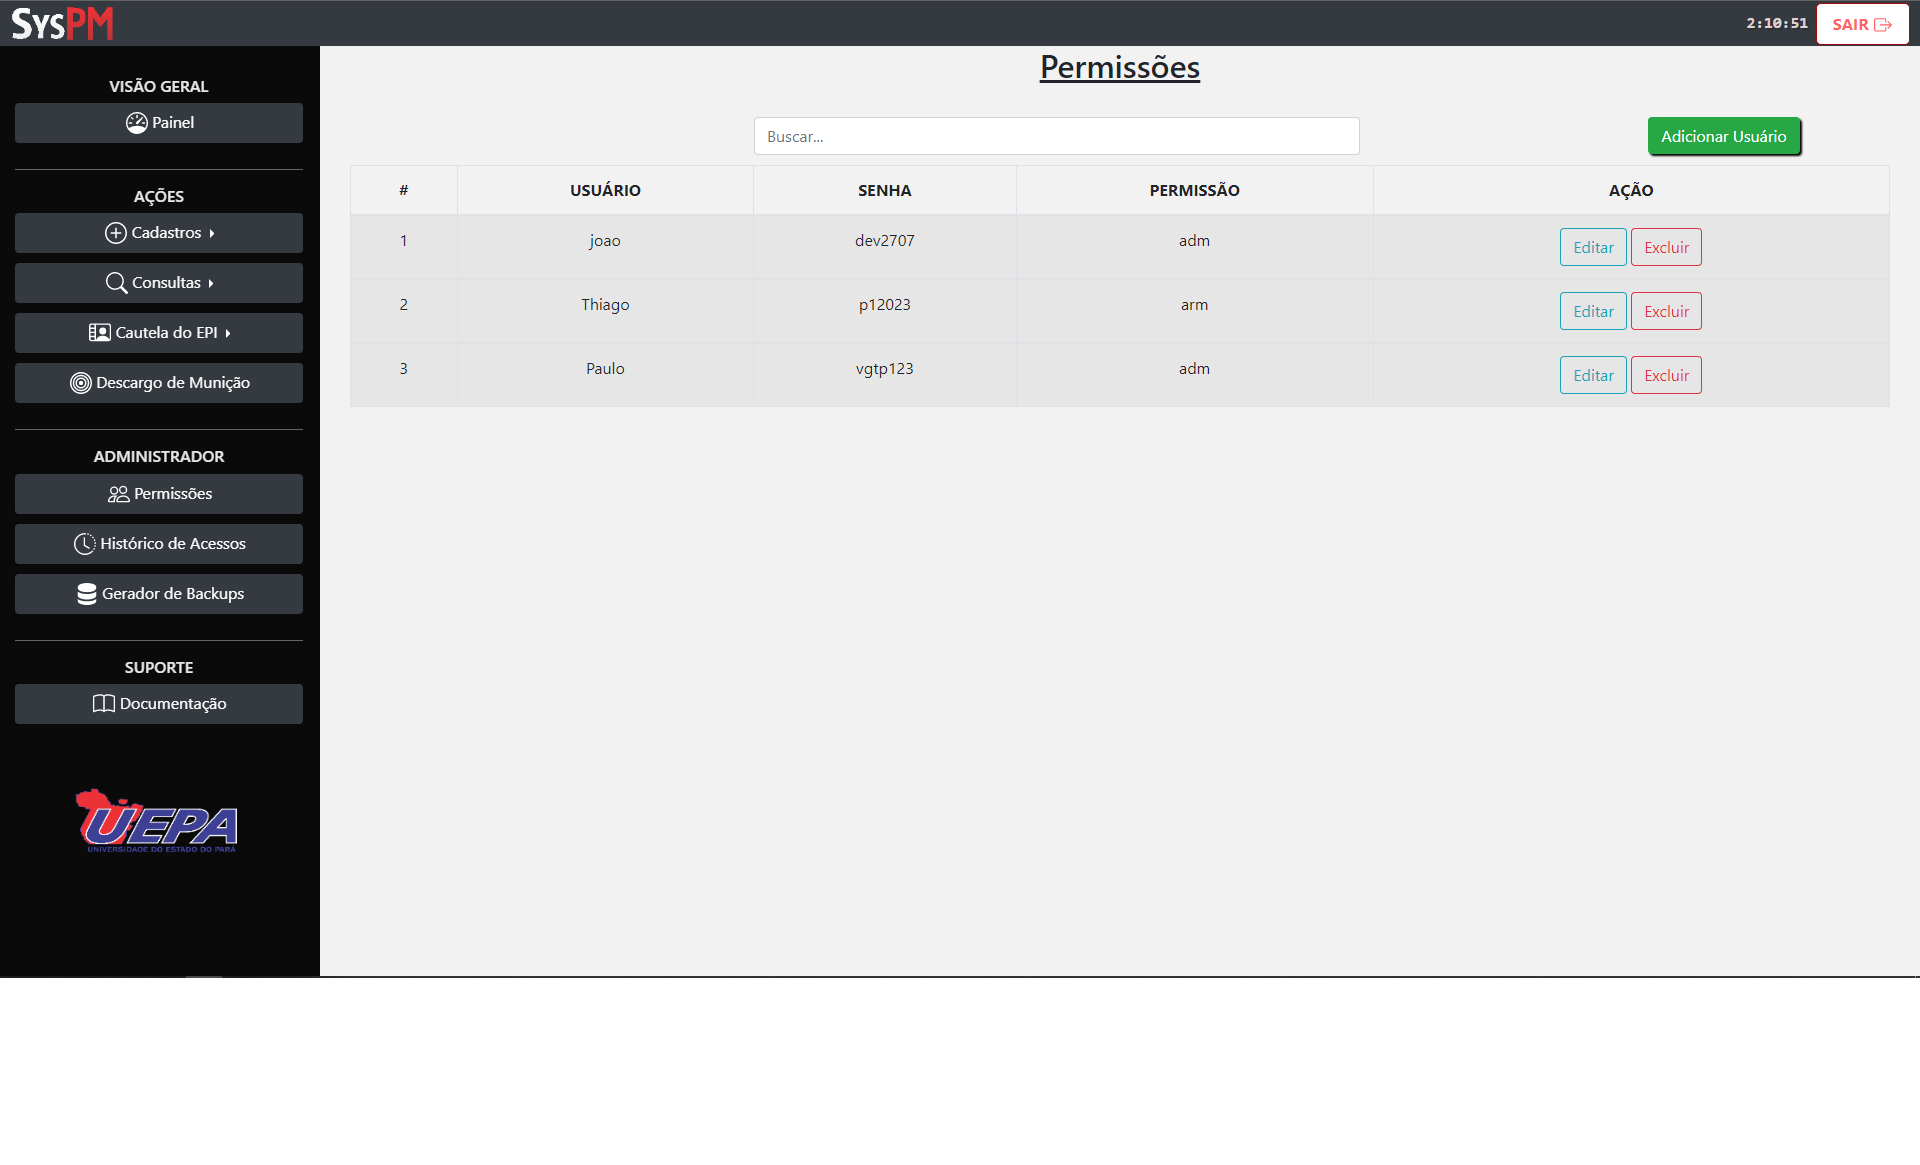 SysPM
2:10:51 SAIR
VISÃO GERAL
Painel
AÇÕES
Cadastros
Consultas
Cautela do EPI
Descargo de Munição
ADMINISTRADOR
Permissões
Histórico de Acessos
Gerador de Backups
SUPORTE
Documentação
UEPA
UNIVERSIDADE DO ESTADO DO PARÁ
Permissões
Buscar... Adicionar Usuário
# USUÁRIO SENHA PERMISSÃO AÇÃO
1 joao dev2707 adm Editar Excluir
2 Thiago p12023 arm Editar Excluir
3 Paulo vgtp123 adm Editar Excluir